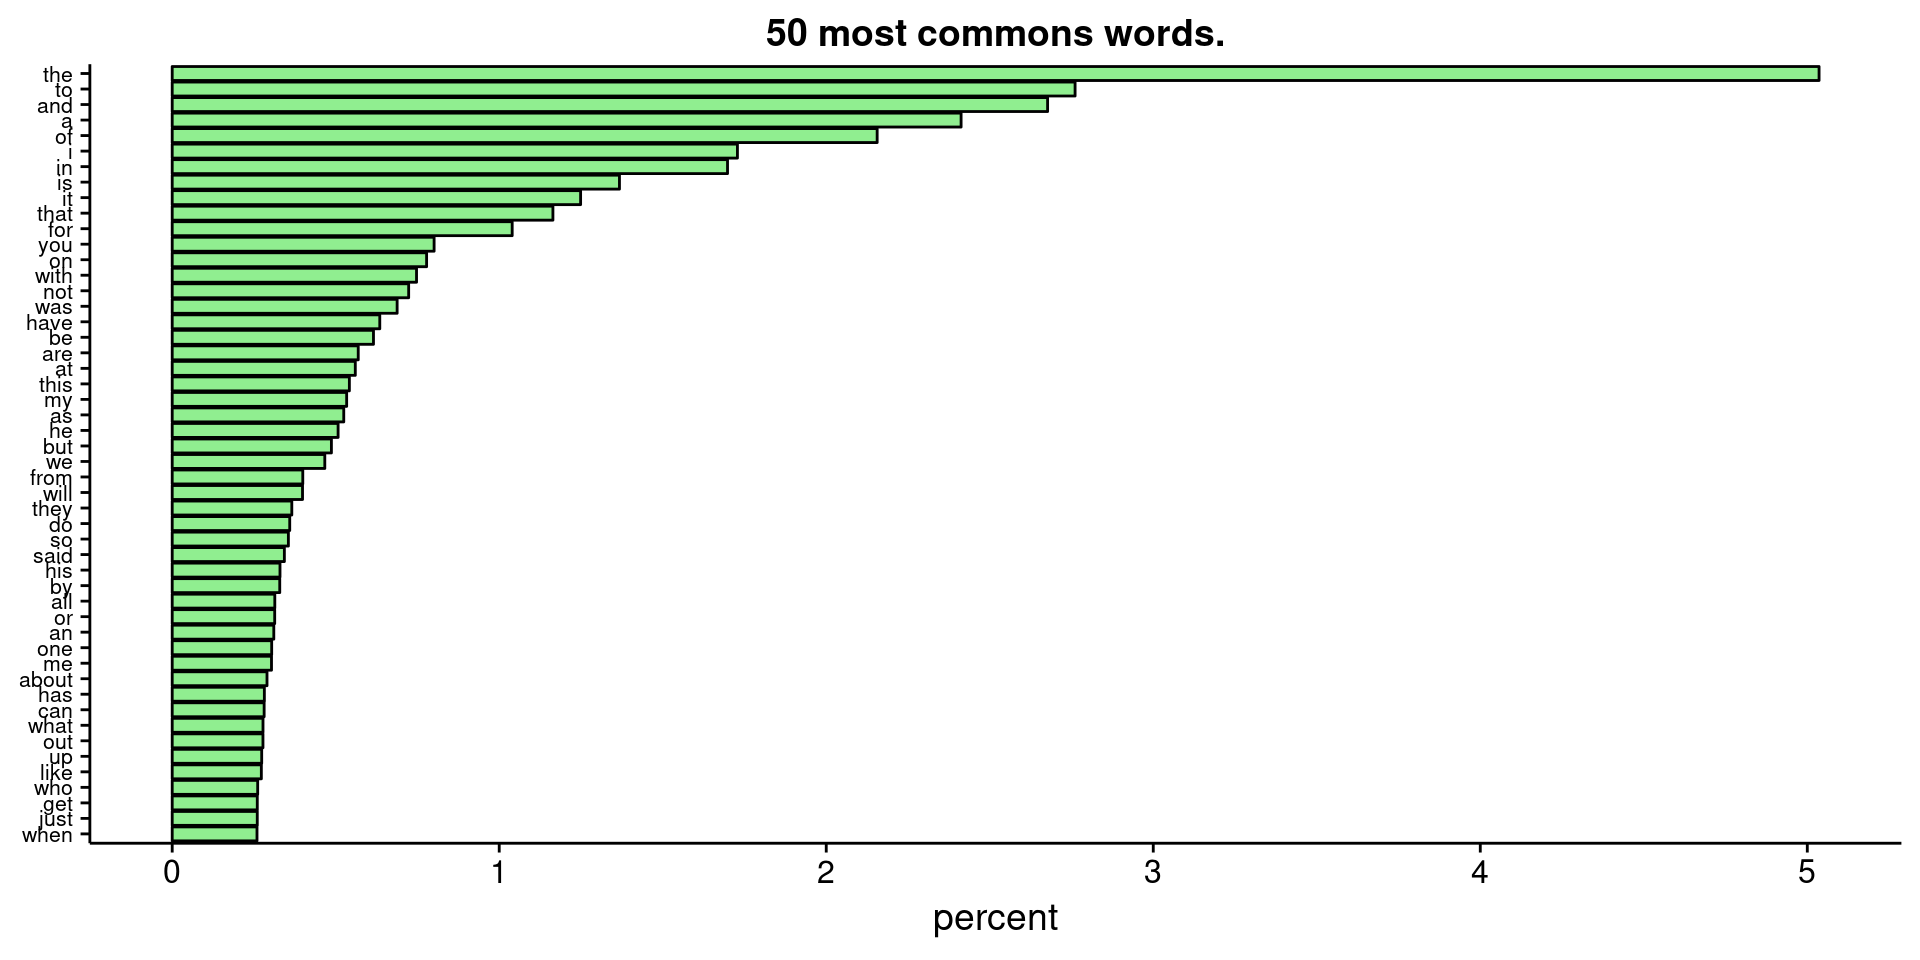 50 most commons words.
the
to
and
a
of
i
in
is
it
that
for
you
on
with
not
was
have
be
are
at
this
my
as
he
but
we
from
will
they
do
so
said
his
by
all
or
an
one
me
about
has
can
what
out
up
like
who
get
just
when
0 1 2 3 4 5
percent